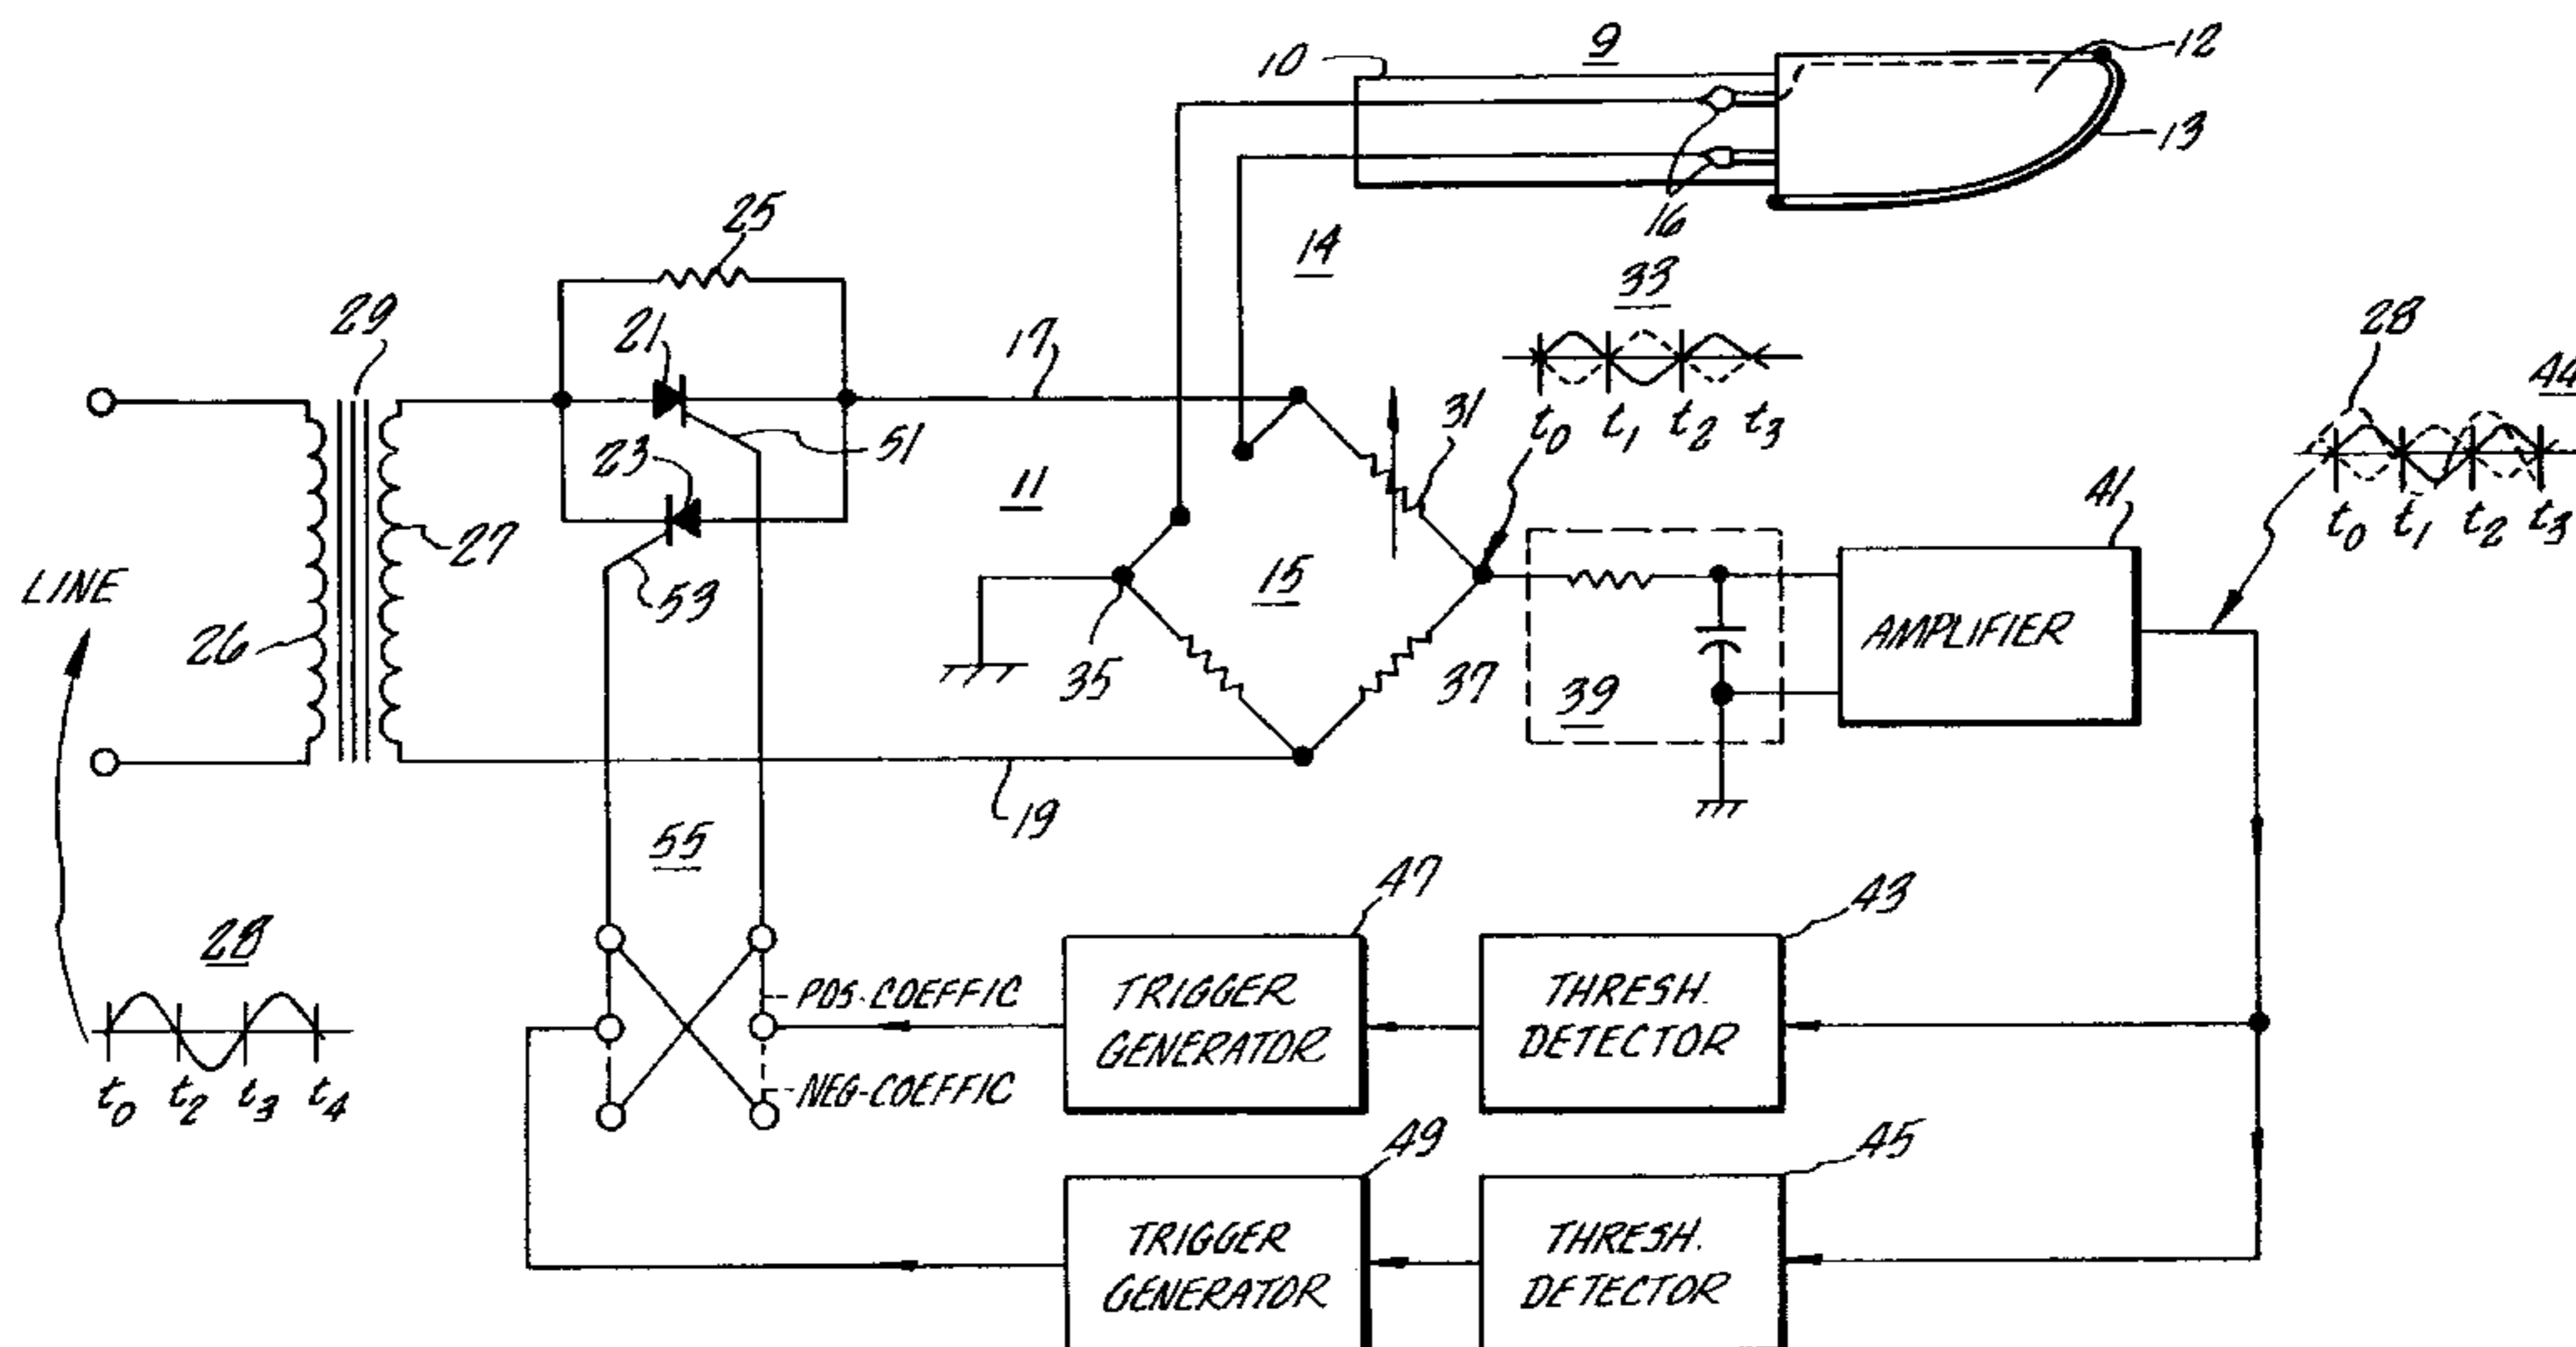 10
9
12
13
16
14
25
29
21
17
33
t0 t1 t2 t3
28
44
t0 t1 t2 t3
23
51
11
31
41
LINE
27
53
15
26
35
37
39
AMPLIFIER
19
55
28
t0 t2 t3 t4
47
43
POS-COEFFIC
TRIGGER
GENERATOR
THRESH.
DETECTOR
NEG-COEFFIC
49
45
TRIGGER
GENERATOR
THRESH.
DETECTOR